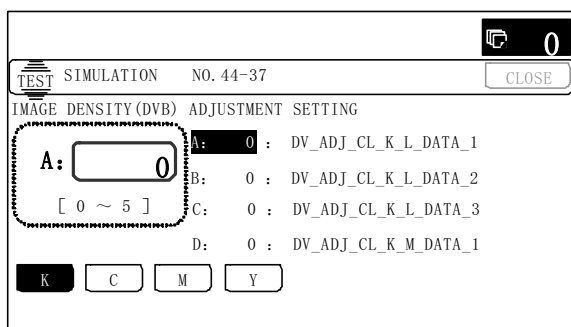 0
TEST SIMULATION NO. 44-37 CLOSE
IMAGE DENSITY(DVB) ADJUSTMENT SETTING
A: 0
[ 0 ～ 5 ]
A: 0 : DV_ADJ_CL_K_L_DATA_1
B: 0 : DV_ADJ_CL_K_L_DATA_2
C: 0 : DV_ADJ_CL_K_L_DATA_3
D: 0 : DV_ADJ_CL_K_M_DATA_1
K C M Y